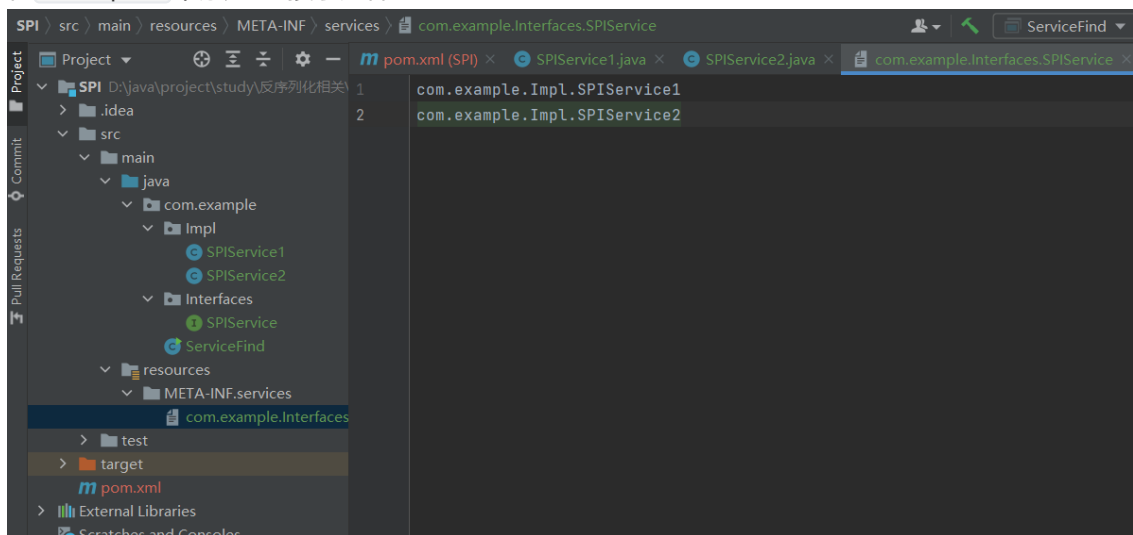 SPI 〉 src 〉 main 〉 resources 〉 META-INF 〉 services 〉 com.example.Interfaces.SPIService
ServiceFind
Project
pom.xml (SPI) × SPIService1.java × SPIService2.java × com.example.Interfaces.SPIService ×
Project
Commit
Pull Requests
SPI D:\java\project\study\反序列化相关\
.idea
src
main
java
com.example
Impl
SPIService1
SPIService2
Interfaces
SPIService
ServiceFind
resources
META-INF.services
com.example.Interfaces
test
target
pom.xml
External Libraries
Scratches and Consoles
1 com.example.Impl.SPIService1
2 com.example.Impl.SPIService2